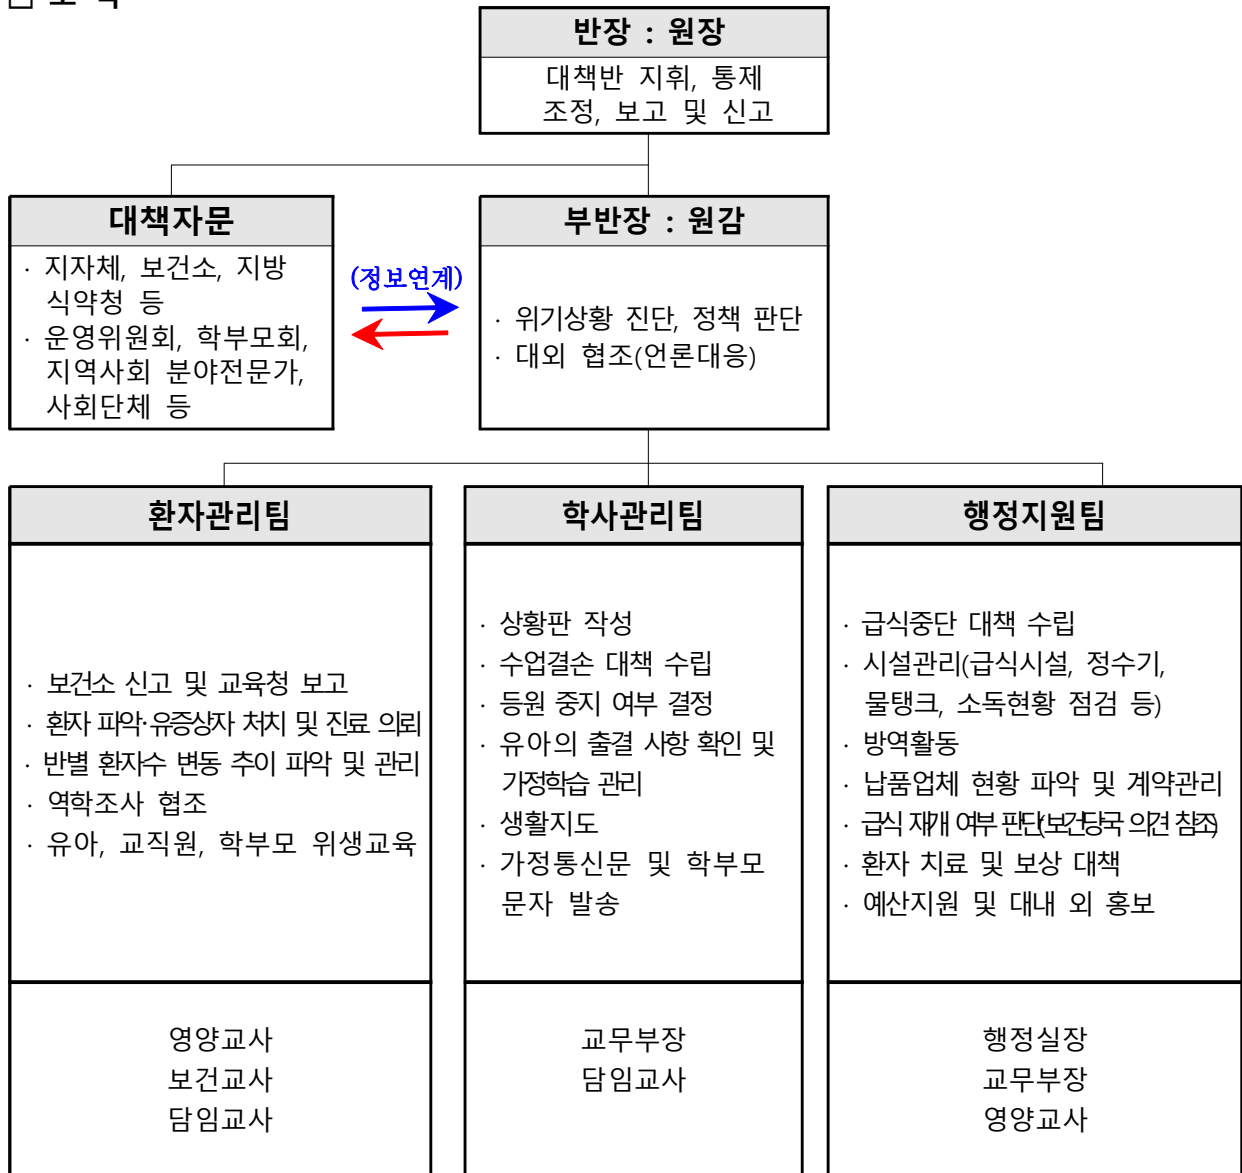 반장 : 원장
대책반 지휘, 통제
조정, 보고 및 신고
대책자문
· 지자체, 보건소, 지방
식약청 등
· 운영위원회, 학부모회,
지역사회 분야전문가,
사회단체 등
(정보연계)
부반장 : 원감
· 위기상황 진단, 정책 판단
· 대외 협조(언론대응)
환자관리팀
· 보건소 신고 및 교육청 보고
· 환자 파악·유증상자 처치 및 진료 의뢰
· 반별 환자수 변동 추이 파악 및 관리
· 역학조사 협조
· 유아, 교직원, 학부모 위생교육
영양교사
보건교사
담임교사
학사관리팀
· 상황판 작성
· 수업결손 대책 수립
· 등원 중지 여부 결정
· 유아의 출결 사항 확인 및
가정학습 관리
· 생활지도
· 가정통신문 및 학부모
문자 발송
교무부장
담임교사
행정지원팀
· 급식중단 대책 수립
· 시설관리(급식시설, 정수기,
물탱크, 소독현황 점검 등)
· 방역활동
· 납품업체 현황 파악 및 계약관리
· 급식 재개 여부 판단(보건당국 의견 참조)
· 환자 치료 및 보상 대책
· 예산지원 및 대내 외 홍보
행정실장
교무부장
영양교사